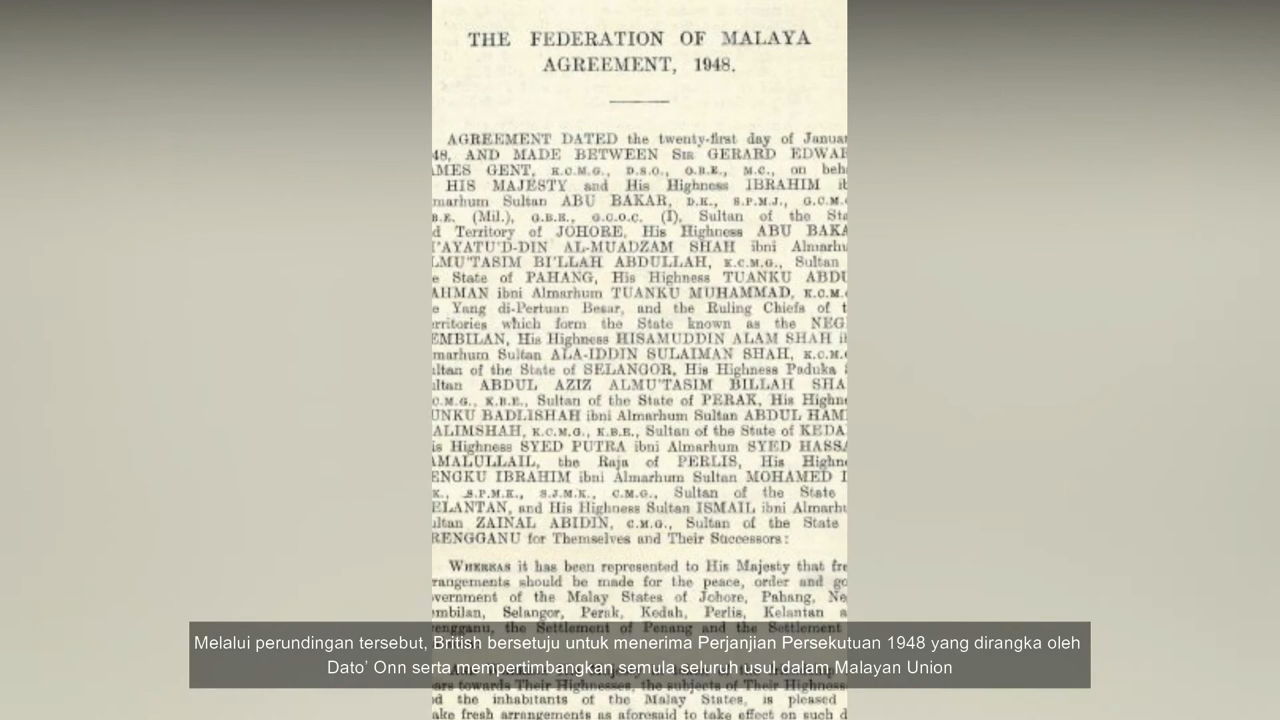 THE FEDERATION OF MALAYA
AGREEMENT, 1948.
AGREEMENT DATED the twenty-first day of Januar
48, AND MADE BETWEEN SIR GERARD EDWAR
AMES GENT, K.C.M.G., D.S.O., O.B.E., M.C., on beh
HIS MAJESTY and His Highness IBRAHIM ib
marhum Sultan ABU BAKAR, D.K., S.P.M.J., G.C.M.G
B.E. (Mil.), G.B.E., G.C.O.C. (I), Sultan of the Sta
d Territory of JOHORE, His Highness ABU BAKA
I'AYATU'D-DIN AL-MUADZAM SHAH ibni Almarhu
LMU'TASIM BI'LLAH ABDULLAH, K.C.M.G., Sultan
e State of PAHANG, His Highness TUANKU ABDU
AHMAN ibni Almarhum TUANKU MUHAMMAD, K.C.M.G
e Yang di-Pertuan Besar, and the Ruling Chiefs of t
erritories which form the State known as the NEG
EMBILAN, His Highness HISAMUDDIN ALAM SHAH ib
marhum Sultan ALA-IDDIN SULAIMAN SHAH, K.C.M.G
ultan of the State of SELANGOR, His Highness Paduka S
ultan ABDUL AZIZ ALMU'TASIM BILLAH SHA
C.M.G., K.B.E., Sultan of the State of PERAK, His Highne
UNKU BADLISHAH ibni Almarhum Sultan ABDUL HAMI
ALIMSHAH, K.C.M.G., K.B.E., Sultan of the State of KEDA
is Highness SYED PUTRA ibni Almarhum SYED HASSA
AMALULLAIL, the Raja of PERLIS, His Highne
ENGKU IBRAHIM ibni Almarhum Sultan MOHAMED I
K., S.P.M.K., S.J.M.K., C.M.G., Sultan of the State
ELANTAN, and His Highness Sultan ISMAIL ibni Almarhu
ultan ZAINAL ABIDIN, C.M.G., Sultan of the State
RENGGANU for Themselves and Their Successors:
WHEREAS it has been represented to His Majesty that fre
rangements should be made for the peace, order and go
vernment of the Malay States of Johore, Pahang, Ne
mbilan, Selangor, Perak, Kedah, Perlis, Kelantan a
rengganu, the Settlement of Penang and the Settlement
Melalui perundingan tersebut, British bersetuju untuk menerima Perjanjian Persekutuan 1948 yang dirangka oleh
Dato' Onn serta mempertimbangkan semula seluruh usul dalam Malayan Union
ars towards Their Highnesses, the subjects of Their Highness
d the inhabitants of the Malay States, is pleased
ake fresh arrangements as aforesaid to take effect on such d